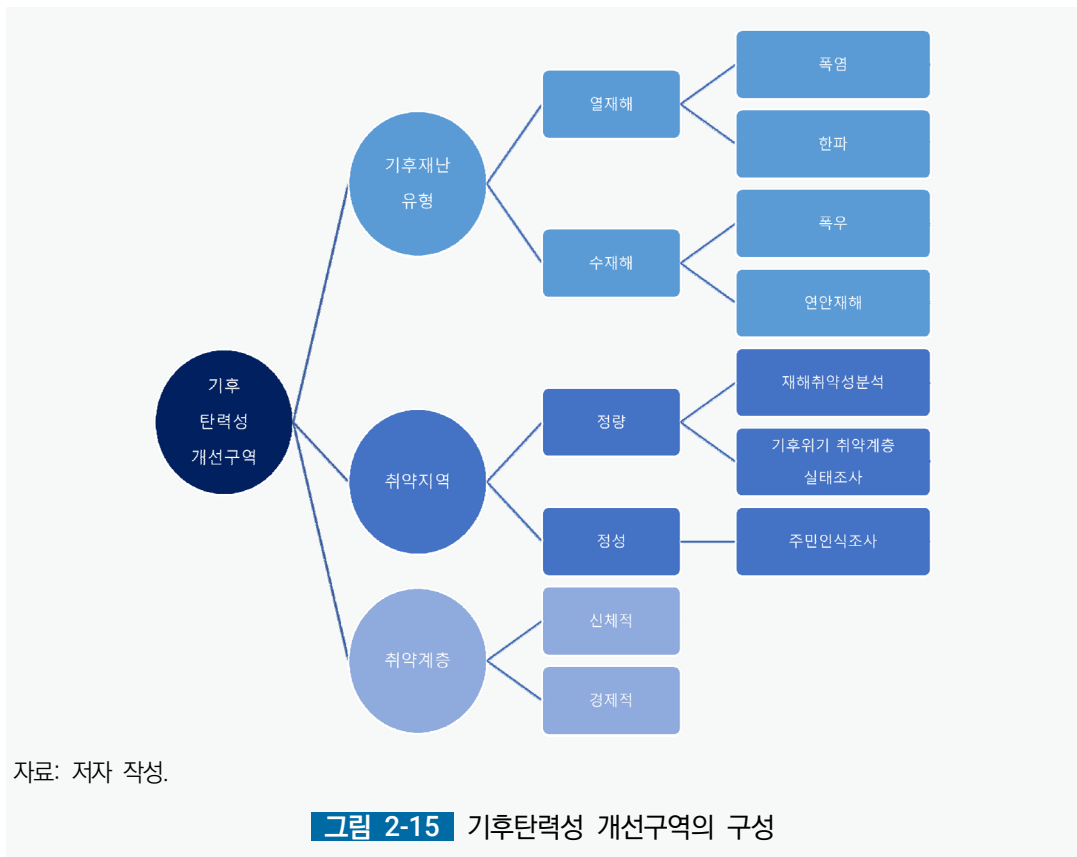 기후
탄력성
개선구역
기후재난
유형
열재해
폭염
한파
수재해
폭우
연안재해
취약지역
정량
재해취약성분석
기후위기 취약계층
실태조사
정성
주민인식조사
취약계층
신체적
경제적
자료: 저자 작성.
그림 2-15 기후탄력성 개선구역의 구성